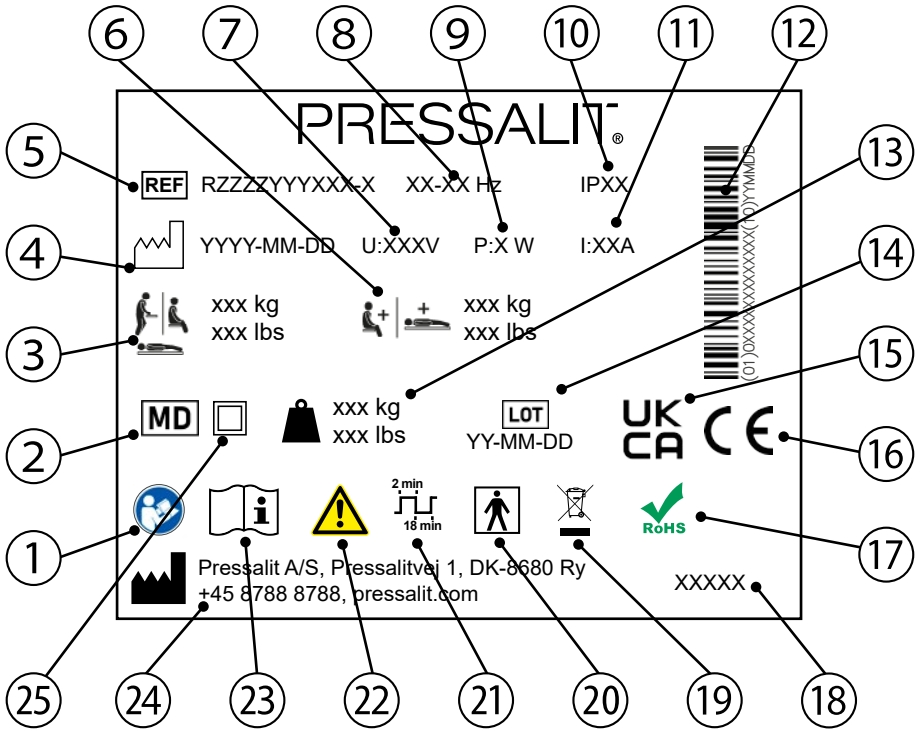 6 7 8 9 10 11 12
PRESSALIT®
5 REF RZZZZYYYXXX-X XX-XX Hz IPXX 13
4 YYYY-MM-DD U:XXXV P:X W I:XXA 14
3 xxx kg xxx kg
xxx lbs xxx lbs
(01)0XXXXXXXXXXXXX(10)YYMMDD
15
2 MD xxx kg LOT UK CE 16
xxx lbs YY-MM-DD CA
1 i ! 2 min RoHS 17
18 min
Pressalit A/S, Pressalitvej 1, DK-8680 Ry
+45 8788 8788, pressalit.com XXXXX
25 24 23 22 21 20 19 18